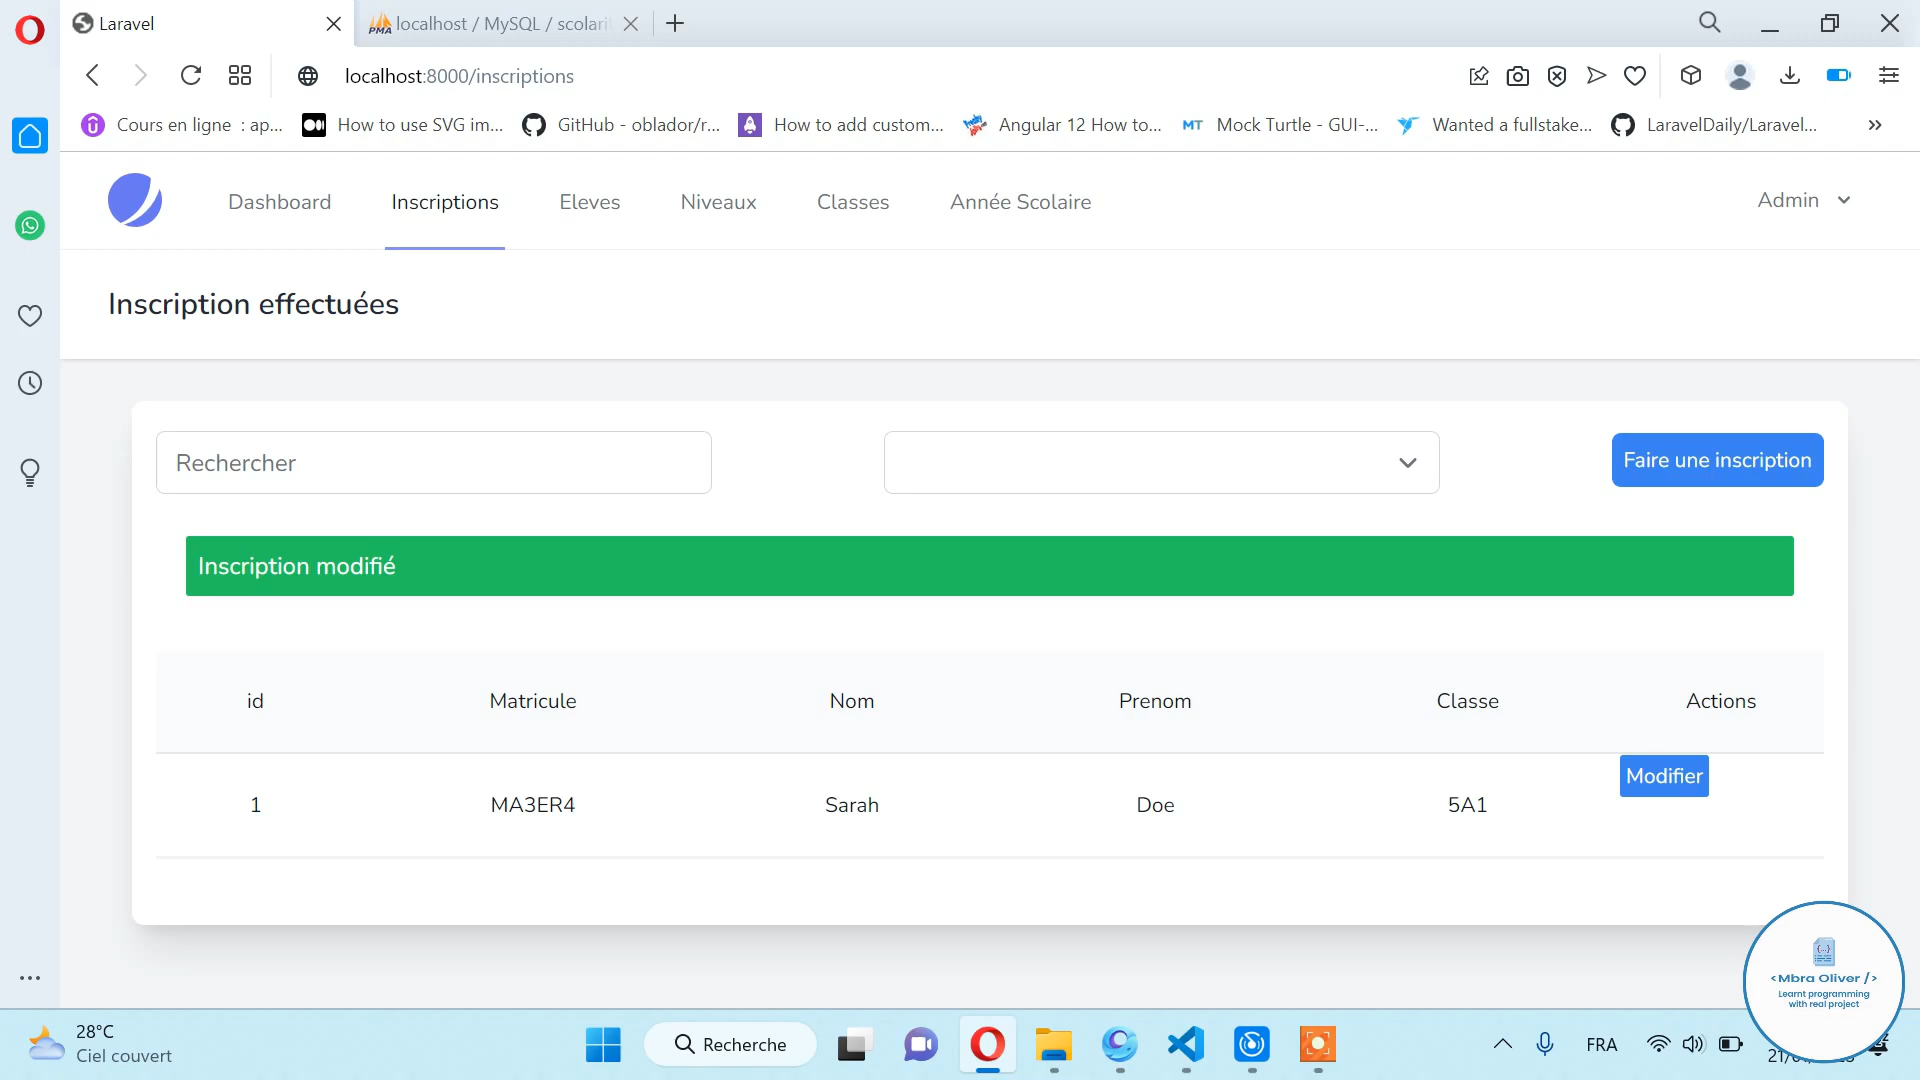 Laravel
localhost / MySQL / scolari
localhost:8000/inscriptions
Cours en ligne : ap...
How to use SVG im...
GitHub - oblador/r...
How to add custom...
Angular 12 How to...
MT Mock Turtle - GUI-...
Wanted a fullstake...
LaravelDaily/Laravel...
Dashboard
Inscriptions
Eleves
Niveaux
Classes
Année Scolaire
Admin
Inscription effectuées
Rechercher
Faire une inscription
Inscription modifié
id Matricule Nom Prenom Classe Actions
1 MA3ER4 Sarah Doe 5A1 Modifier
{...}
<Mbra Oliver />
Learnt programming
with real project
28°C
Ciel couvert
Recherche
FRA